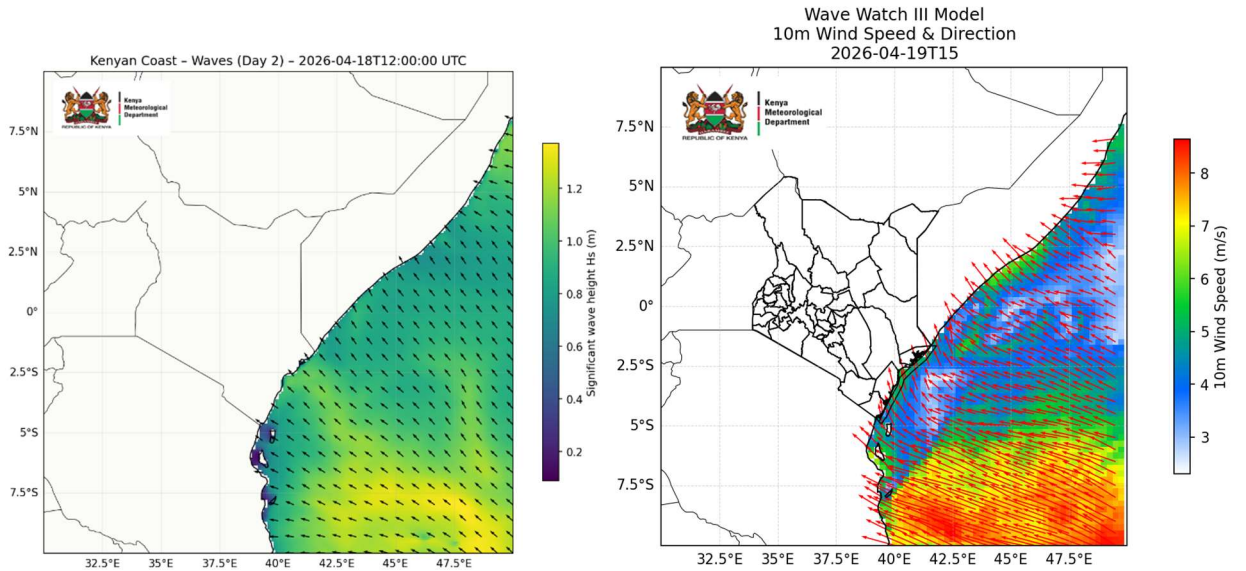 Kenyan Coast – Waves (Day 2) – 2026-04-18T12:00:00 UTC
Kenya
Meteorological
Department
REPUBLIC OF KENYA
7.5°N
5°N
2.5°N
0°
2.5°S
5°S
7.5°S
32.5°E
35°E
37.5°E
40°E
42.5°E
45°E
47.5°E
1.2
1.0
0.8
0.6
0.4
0.2
Significant wave height Hs (m)
Wave Watch III Model
10m Wind Speed & Direction
2026-04-19T15
Kenya
Meteorological
Department
REPUBLIC OF KENYA
7.5°N
5°N
2.5°N
0°
2.5°S
5°S
7.5°S
32.5°E
35°E
37.5°E
40°E
42.5°E
45°E
47.5°E
8
7
6
5
4
3
10m Wind Speed (m/s)